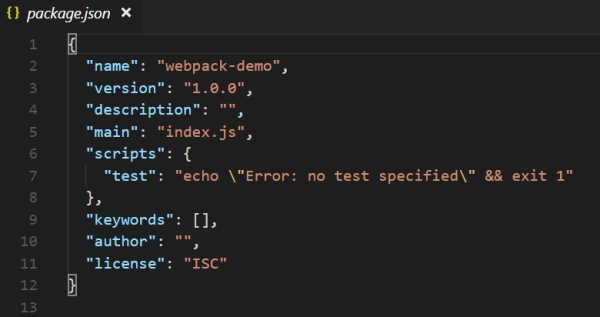 {} package.json ×
1 {
2 "name": "webpack-demo",
3 "version": "1.0.0",
4 "description": "",
5 "main": "index.js",
6 "scripts": {
7 "test": "echo \"Error: no test specified\" && exit 1"
8 },
9 "keywords": [],
10 "author": "",
11 "license": "ISC"
12 }
13